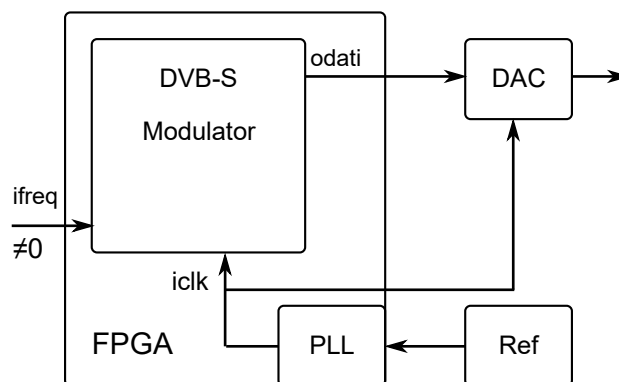 DVB-S
Modulator
odati
DAC
ifreq
≠0
iclk
FPGA
PLL
Ref